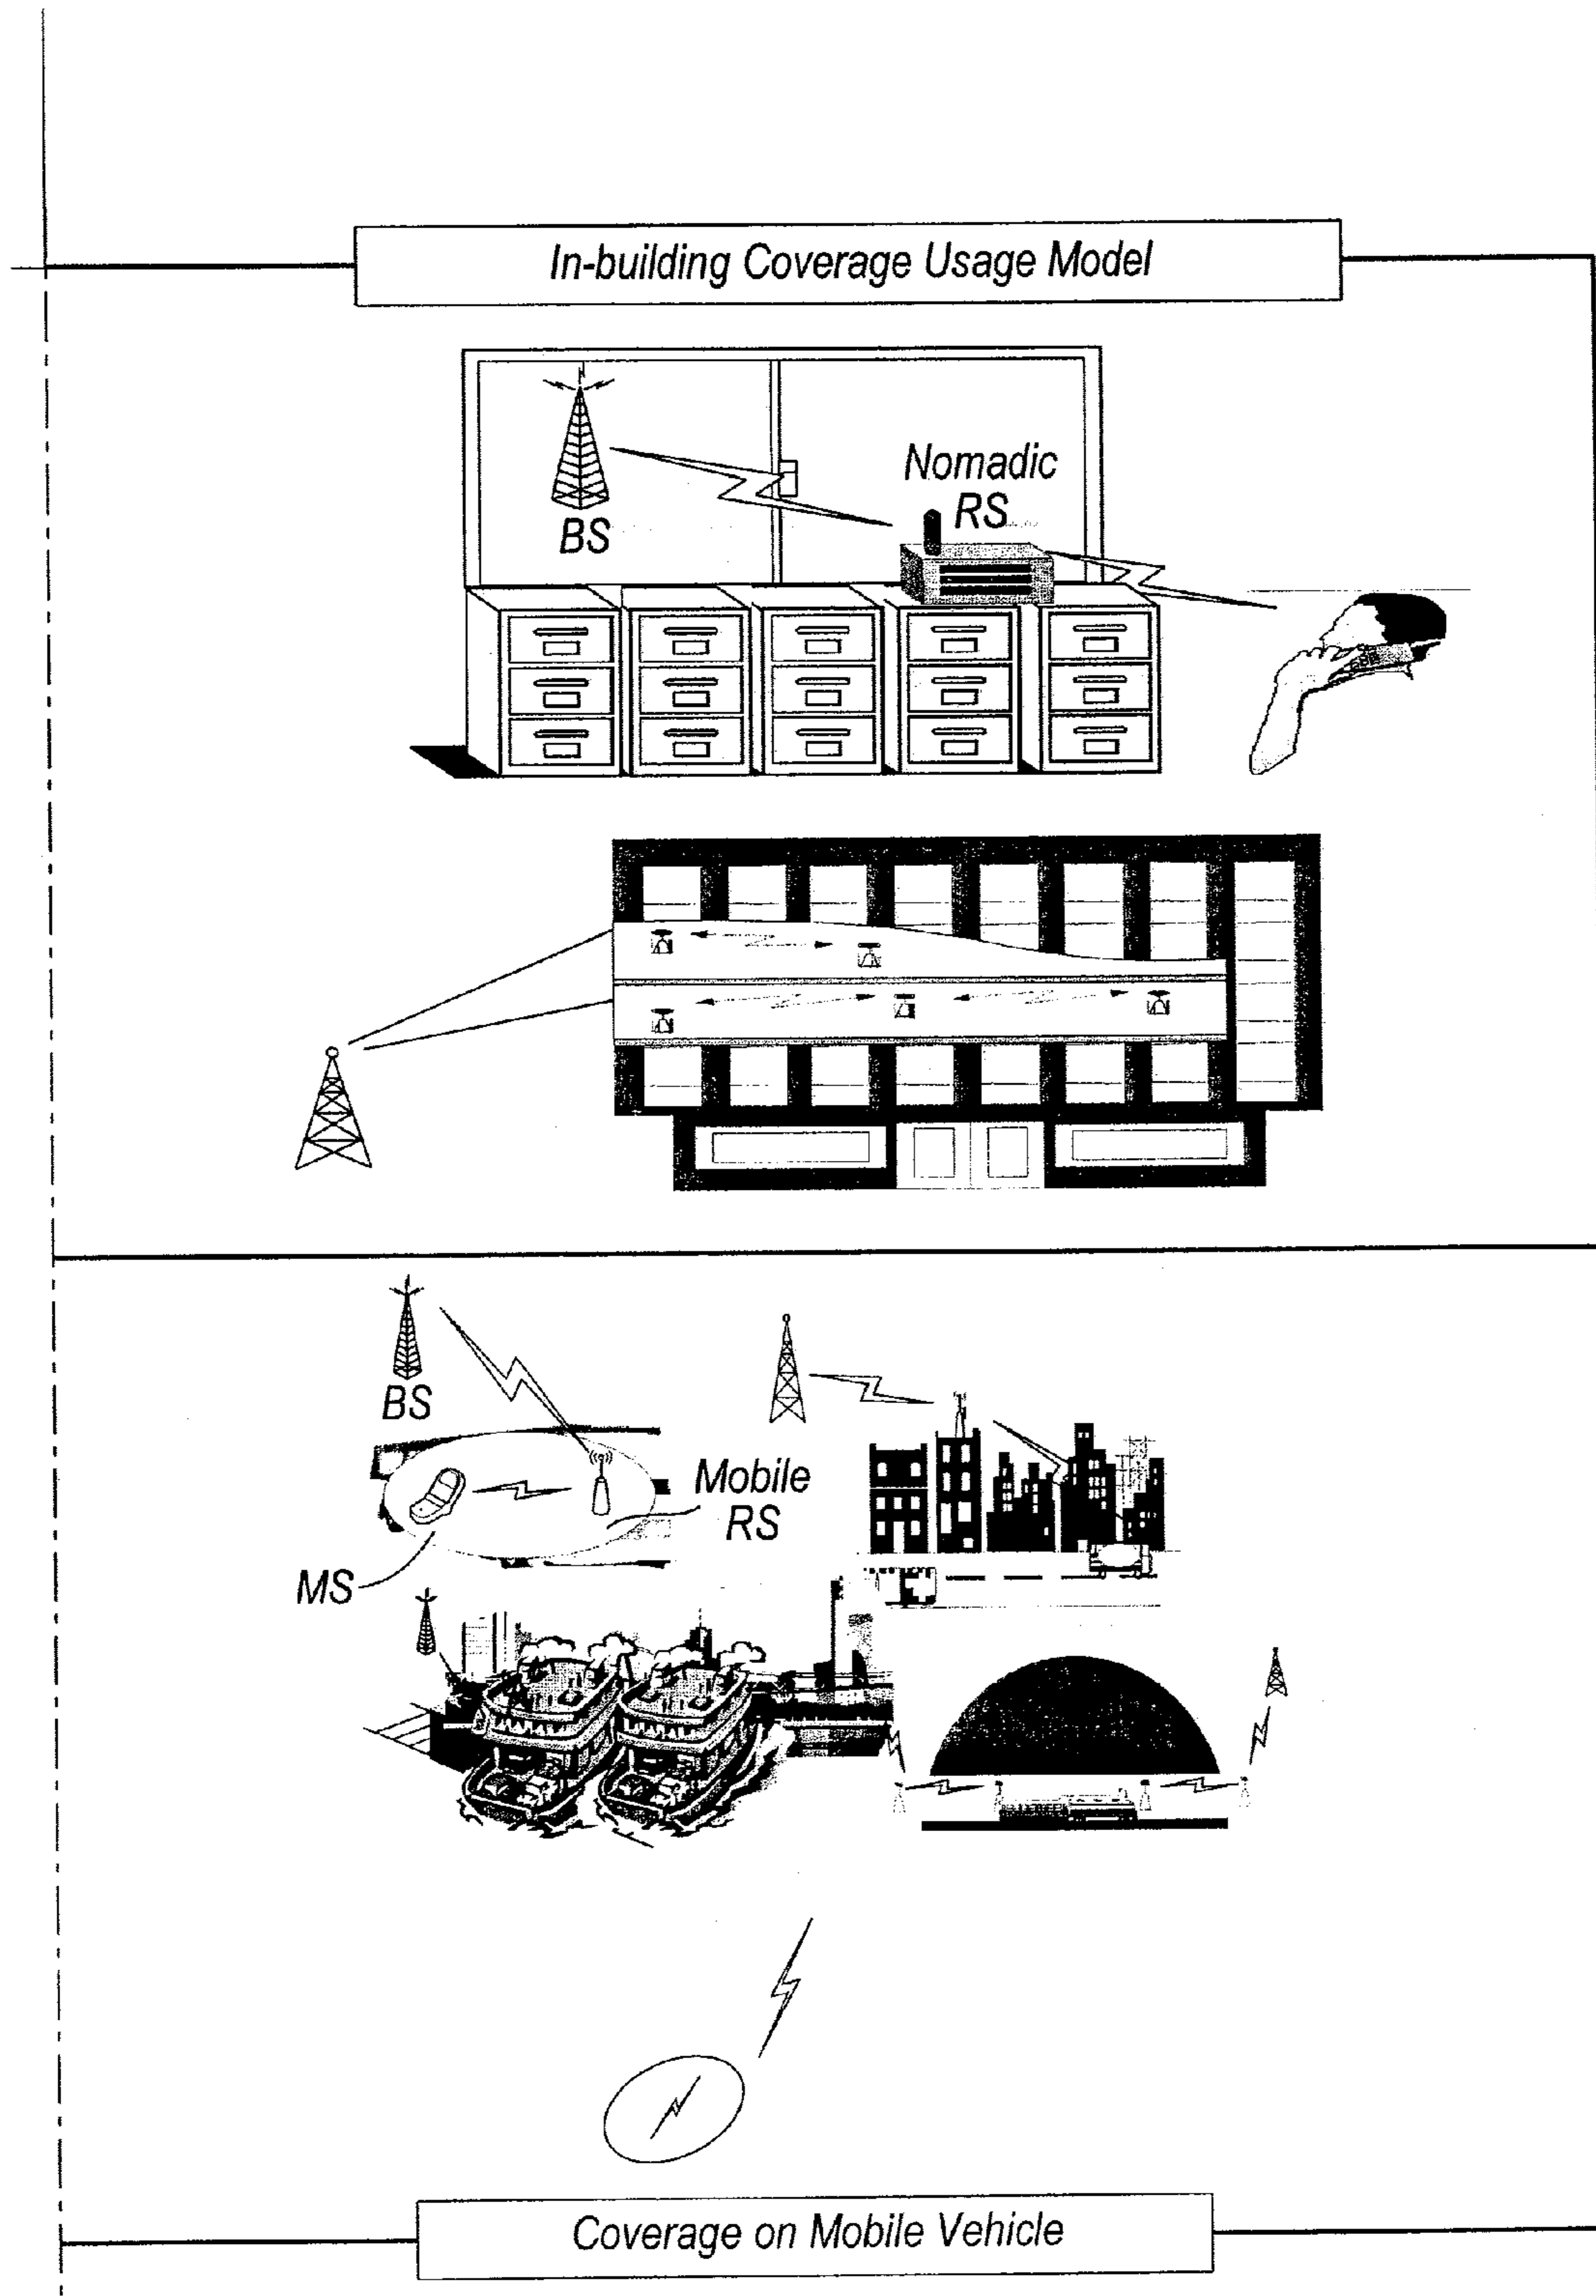 In-building Coverage Usage Model
Nomadic
RS
BS
BS
Mobile
RS
MS
Coverage on Mobile Vehicle